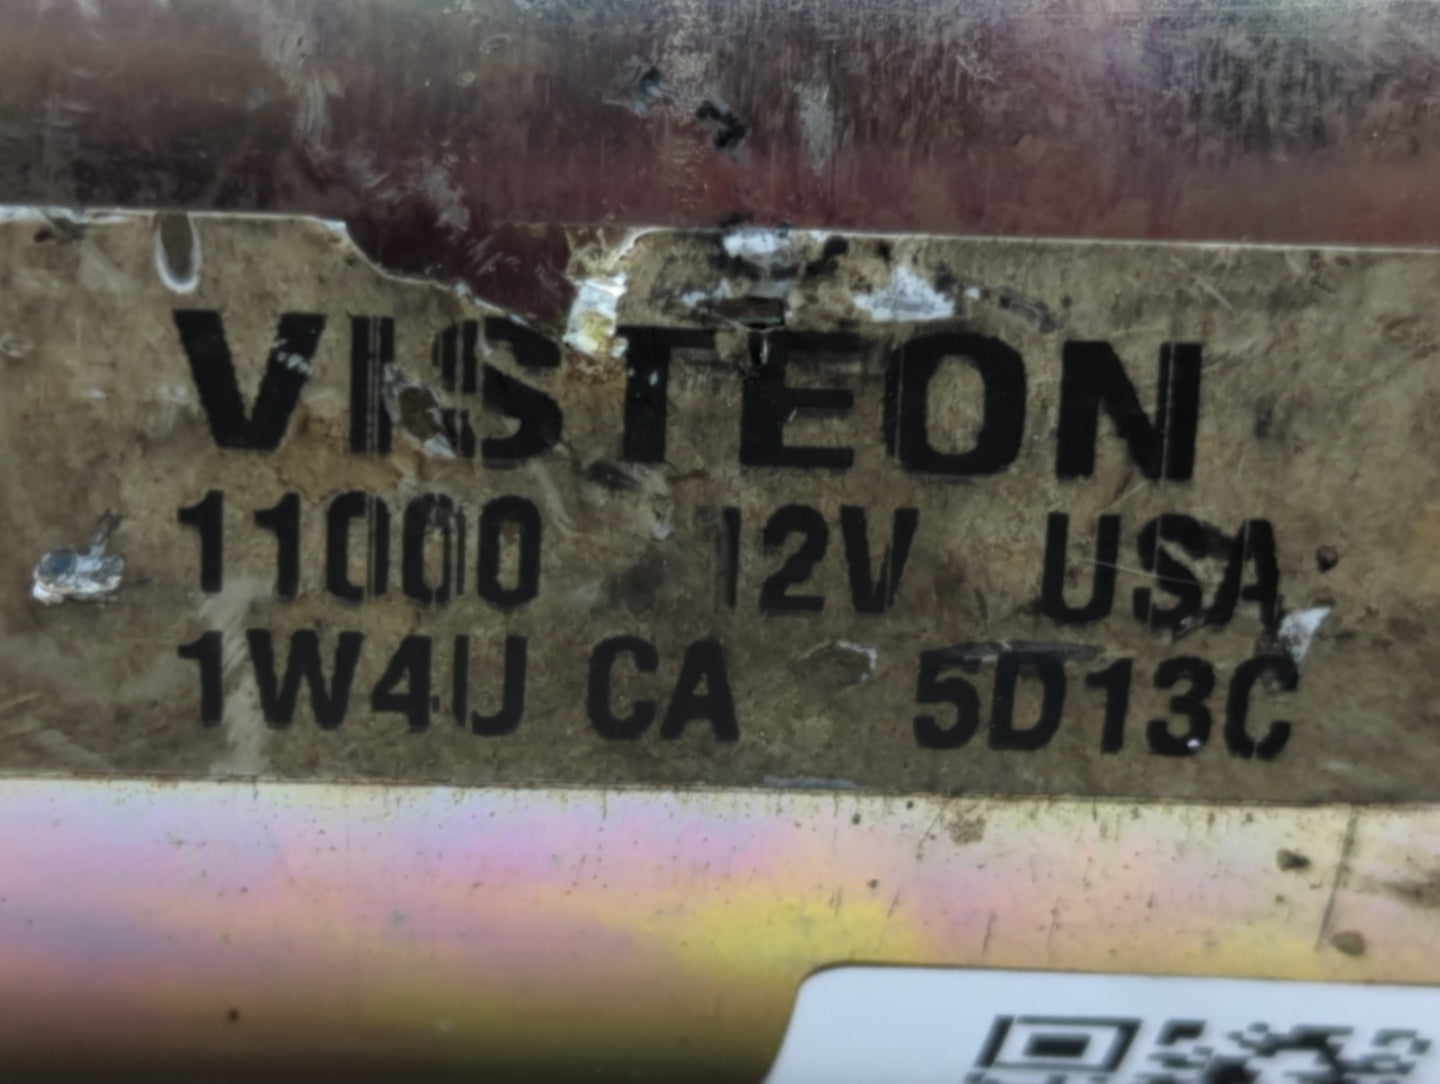 VISTEON
11000 12V USA
1W4U CA 5D13C